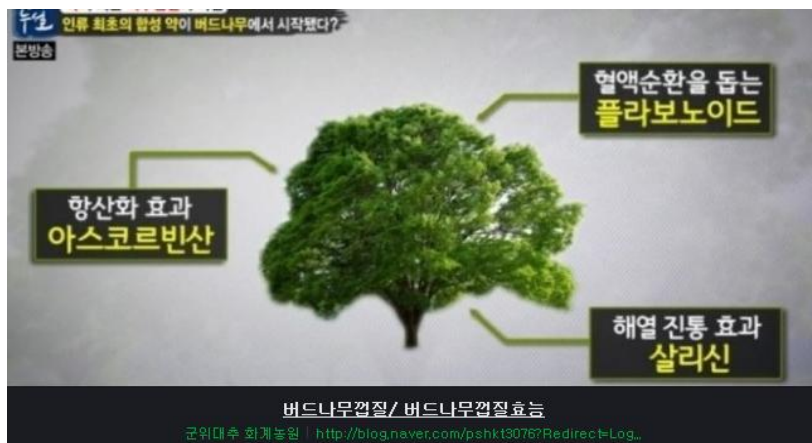 인류 최초의 합성 약이 버드나무에서 시작됐다?
본방송
혈액순환을 돕는
플라보노이드
항산화 효과
아스코르빈산
해열 진통 효과
살리신
버드나무껍질/ 버드나무껍질효능
군위대추 화계농원 | http://blog.naver.com/pshkt3076?Redirect=Log...